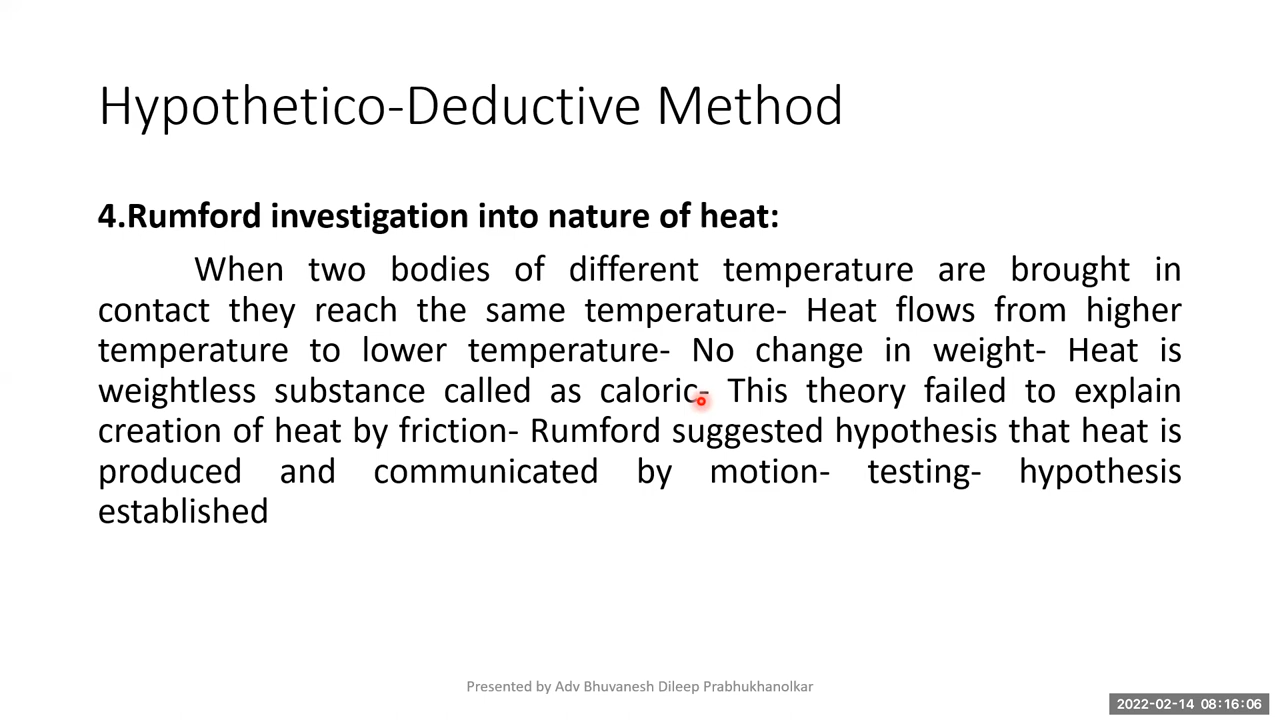 Hypothetico-Deductive Method
4.Rumford investigation into nature of heat:
When two bodies of different temperature are brought in
contact they reach the same temperature- Heat flows from higher
temperature to lower temperature- No change in weight- Heat is
weightless substance called as caloric- This theory failed to explain
creation of heat by friction- Rumford suggested hypothesis that heat is
produced and communicated by motion- testing- hypothesis
established
Presented by Adv Bhuvanesh Dileep Prabhukhanolkar
2022-02-14 08:16:06